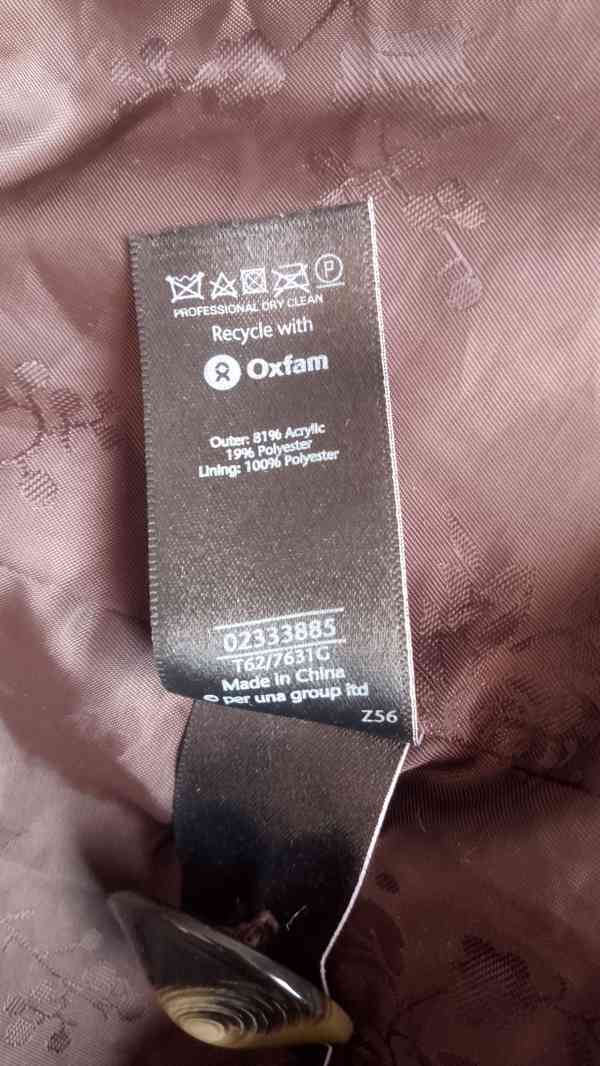 P
PROFESSIONAL DRY CLEAN
Recycle with
Oxfam
Outer: 81% Acrylic
19% Polyester
Lining: 100% Polyester
02333885
T62/7631G
Made in China
© per una group ltd
Z56